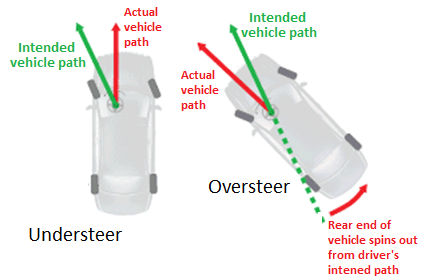 Actual
vehicle
path
Intended
vehicle path
Understeer
Intended
vehicle path
Actual
vehicle
path
Oversteer
Rear end of
vehicle spins out
from driver's
intened path